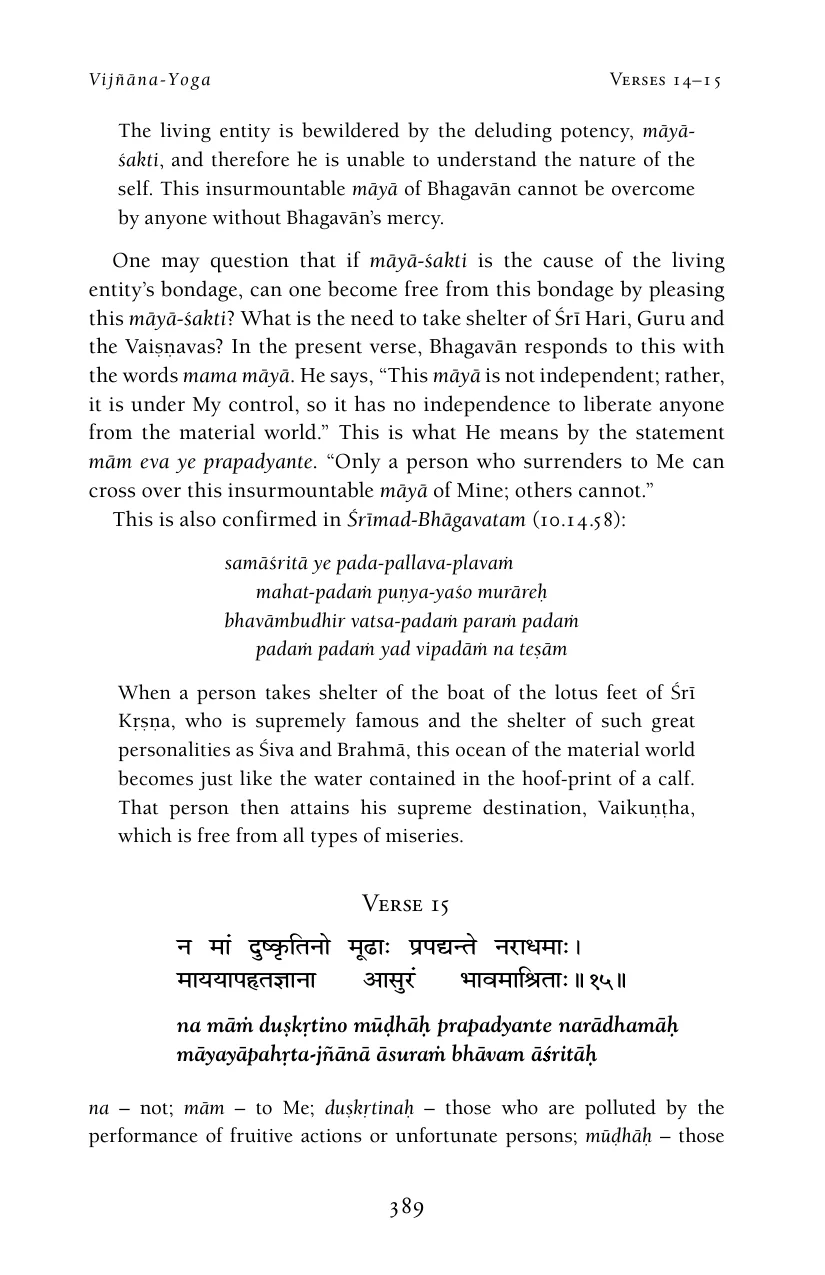 Vijñāna-Yoga Verses 14–15
The living entity is bewildered by the deluding potency, māyā-
śakti, and therefore he is unable to understand the nature of the
self. This insurmountable māyā of Bhagavān cannot be overcome
by anyone without Bhagavān’s mercy.
One may question that if māyā-śakti is the cause of the living
entity’s bondage, can one become free from this bondage by pleasing
this māyā-śakti? What is the need to take shelter of Śrī Hari, Guru and
the Vaiṣṇavas? In the present verse, Bhagavān responds to this with
the words mama māyā. He says, “This māyā is not independent; rather,
it is under My control, so it has no independence to liberate anyone
from the material world.” This is what He means by the statement
mām eva ye prapadyante. “Only a person who surrenders to Me can
cross over this insurmountable māyā of Mine; others cannot.”
This is also confirmed in Śrīmad-Bhāgavatam (10.14.58):
samāśritā ye pada-pallava-plavaṁ
mahat-padaṁ puṇya-yaśo murāreḥ
bhavāmbudhir vatsa-padaṁ paraṁ padaṁ
padaṁ padaṁ yad vipadāṁ na teṣām
When a person takes shelter of the boat of the lotus feet of Śrī
Kṛṣṇa, who is supremely famous and the shelter of such great
personalities as Śiva and Brahmā, this ocean of the material world
becomes just like the water contained in the hoof-print of a calf.
That person then attains his supreme destination, Vaikuṇṭha,
which is free from all types of miseries.
Verse 15
न मां दुष्कृतिनो मूढाः प्रपद्यन्ते नराधमाः।
माययापहृतज्ञाना आसुरं भावमाश्रिताः॥१५॥
na māṁ duṣkṛtino mūḍhāḥ prapadyante narādhamāḥ
māyayāpahṛta-jñānā āsuraṁ bhāvam āśritāḥ
na – not; mām – to Me; duṣkṛtinaḥ – those who are polluted by the
performance of fruitive actions or unfortunate persons; mūḍhāḥ – those
389